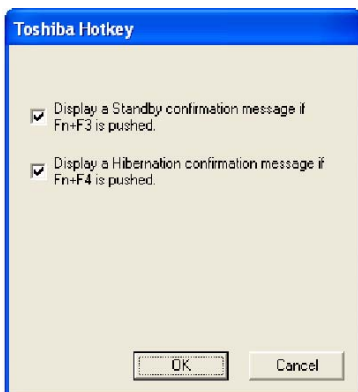 Toshiba Hotkey
Display a Standby confirmation message if
Fn+F3 is pushed.
Display a Hibernation confirmation message if
Fn+F4 is pushed.
OK
Cancel